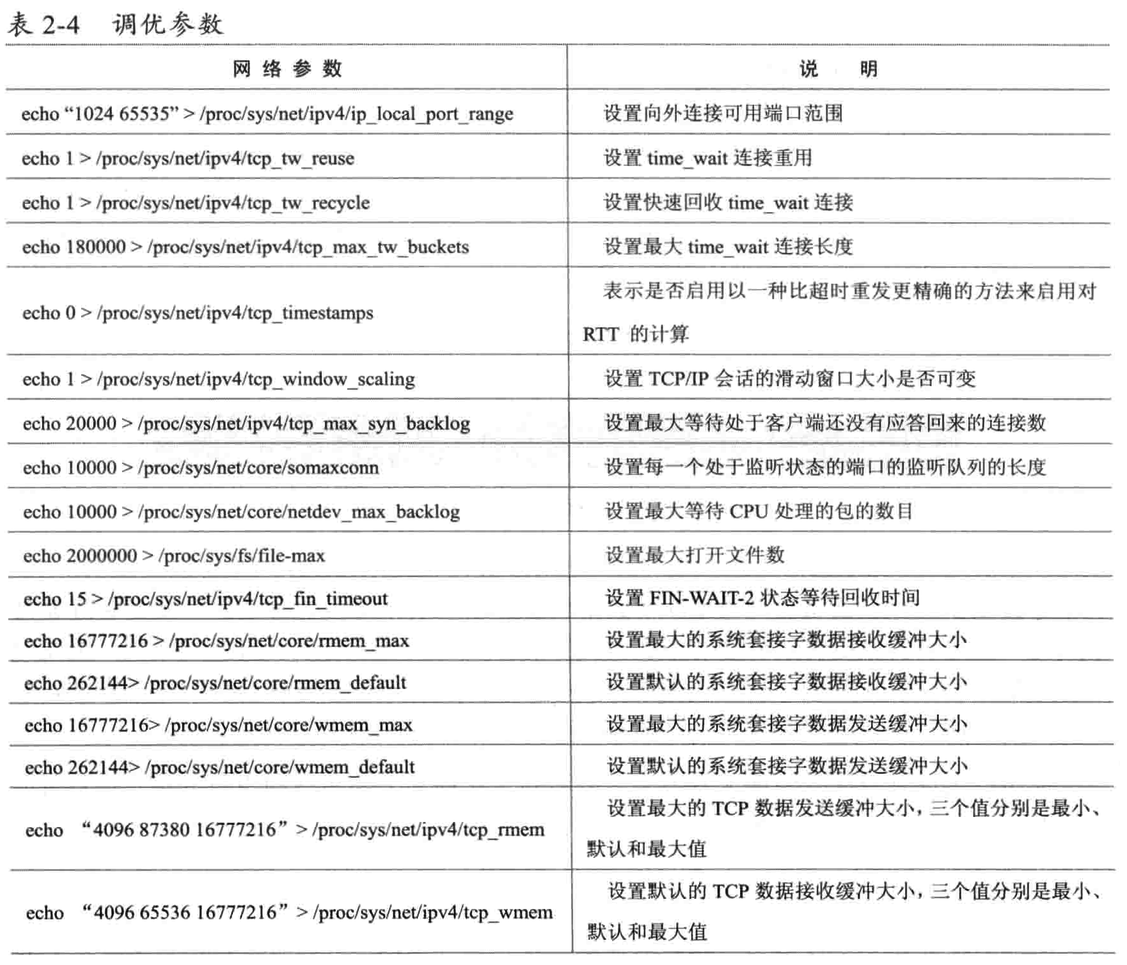 表 2-4 调优参数
网 络 参 数
说 明
echo “1024 65535” > /proc/sys/net/ipv4/ip_local_port_range
设置向外连接可用端口范围
echo 1 > /proc/sys/net/ipv4/tcp_tw_reuse
设置 time_wait 连接重用
echo 1 > /proc/sys/net/ipv4/tcp_tw_recycle
设置快速回收 time_wait 连接
echo 180000 > /proc/sys/net/ipv4/tcp_max_tw_buckets
设置最大 time_wait 连接长度
echo 0 > /proc/sys/net/ipv4/tcp_timestamps
表示是否启用以一种比超时重发更精确的方法来启用对
RTT 的计算
echo 1 > /proc/sys/net/ipv4/tcp_window_scaling
设置 TCP/IP 会话的滑动窗口大小是否可变
echo 20000 > /proc/sys/net/ipv4/tcp_max_syn_backlog
设置最大等待处于客户端还没有应答回来的连接数
echo 10000 > /proc/sys/net/core/somaxconn
设置每一个处于监听状态的端口的监听队列的长度
echo 10000 > /proc/sys/net/core/netdev_max_backlog
设置最大等待 CPU 处理的包的数目
echo 2000000 > /proc/sys/fs/file-max
设置最大打开文件数
echo 15 > /proc/sys/net/ipv4/tcp_fin_timeout
设置 FIN-WAIT-2 状态等待回收时间
echo 16777216 > /proc/sys/net/core/rmem_max
设置最大的系统套接字数据接收缓冲大小
echo 262144> /proc/sys/net/core/rmem_default
设置默认的系统套接字数据接收缓冲大小
echo 16777216> /proc/sys/net/core/wmem_max
设置最大的系统套接字数据发送缓冲大小
echo 262144> /proc/sys/net/core/wmem_default
设置默认的系统套接字数据发送缓冲大小
echo “4096 87380 16777216” > /proc/sys/net/ipv4/tcp_rmem
设置最大的 TCP 数据发送缓冲大小，三个值分别是最小、
默认和最大值
echo “4096 65536 16777216” > /proc/sys/net/ipv4/tcp_wmem
设置默认的 TCP 数据接收缓冲大小，三个值分别是最小、
默认和最大值